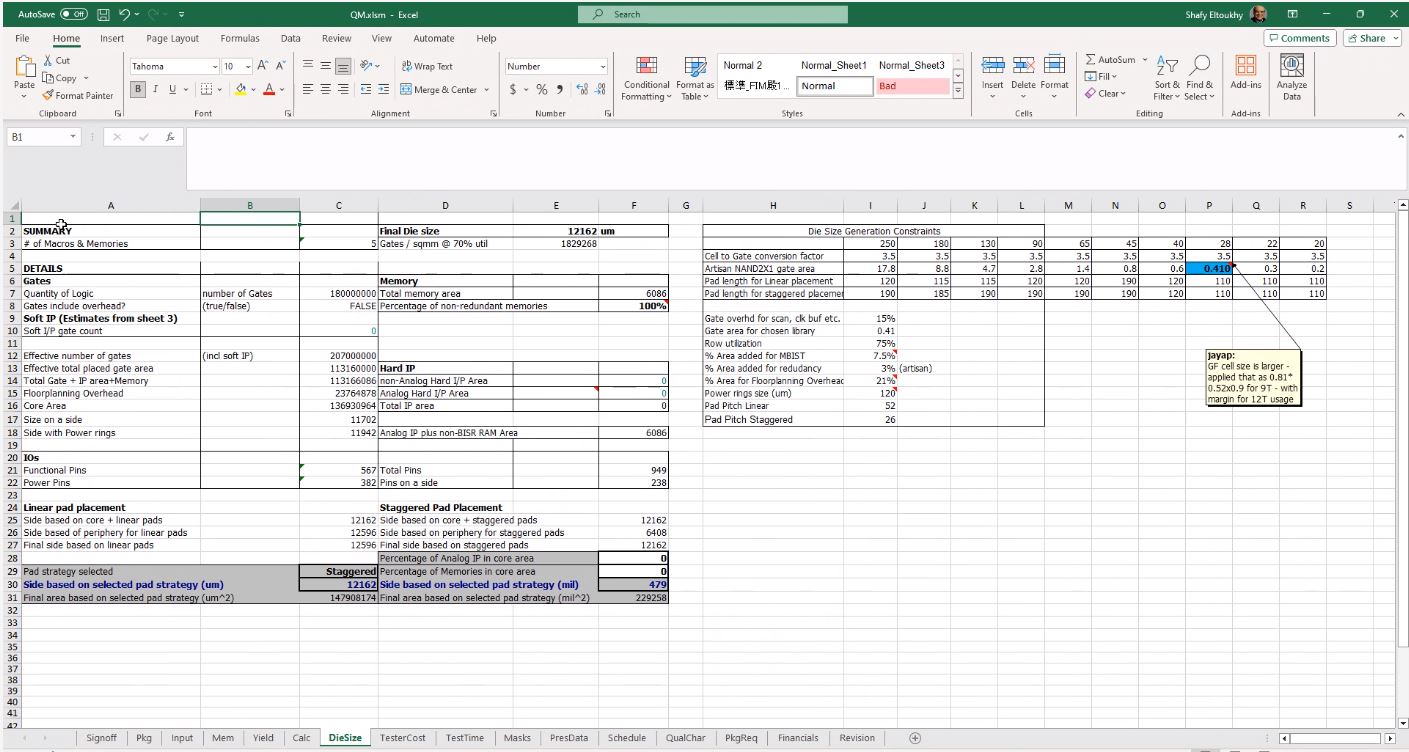 AutoSave Off QM.xlsm - Excel Search Shafy Eltoukhy
File Home Insert Page Layout Formulas Data Review View Automate Help Comments Share
Paste Cut Copy Format Painter Clipboard
Tahoma 10 B I U Font
Wrap Text Merge & Center Alignment
Number $ % Number
Conditional Formatting Format as Table
Normal 2 Normal_Sheet1 Normal_Sheet3
Normal Bad
Styles
Insert Delete Format Cells
AutoSum Fill Clear Sort & Filter Find & Select Editing
Add-ins Add-ins
Analyze Data
B1 fx
A B C D E F G H I J K L M N O P Q R S
1
2 SUMMARY Final Die size 12162 um Die Size Generation Constraints
3 # of Macros & Memories 5 Gates / sqmm @ 70% util 1829268 250 180 130 90 65 45 40 28 22 20
4 Cell to Gate conversion factor 3.5 3.5 3.5 3.5 3.5 3.5 3.5 3.5 3.5 3.5
5 DETAILS Artisan NAND2X1 gate area 17.8 8.8 4.7 2.8 1.4 0.8 0.6 0.410 0.3 0.2
6 Gates Memory Pad length for Linear placement 120 115 115 120 120 190 120 110 110 110
7 Quantity of Logic number of Gates 180000000 Total memory area 6086 Pad length for staggered placemer 190 185 190 190 190 190 120 110 110 110
8 Gates include overhead? (true/false) FALSE Percentage of non-redundant memories 100%
9 Soft IP (Estimates from sheet 3) Gate overhd for scan, clk buf etc. 15%
10 Soft I/P gate count 0 Gate area for chosen library 0.41
11 Row utilization 75%
12 Effective number of gates (incl soft IP) 207000000 % Area added for MBIST 7.5%
13 Effective total placed gate area 113160000 Hard IP % Area added for redudancy 3% (artisan)
14 Total Gate + IP area+Memory 113166086 non-Analog Hard I/P Area 0 % Area for Floorplanning Overheac 21%
15 Floorplanning Overhead 23764878 Analog Hard I/P Area 0 Power rings size (um) 120
16 Core Area 136930964 Total IP area 0 Pad Pitch Linear 52
17 Size on a side 11702 Pad Pitch Staggered 26
18 Side with Power rings 11942 Analog IP plus non-BISR RAM Area 6086
19
20 IOs
21 Functional Pins 567 Total Pins 949
22 Power Pins 382 Pins on a side 238
23
24 Linear pad placement Staggered Pad Placement
25 Side based on core + linear pads 12162 Side based on core + staggered pads 12162
26 Side based of periphery for linear pads 12596 Side based on periphery for staggered pads 6408
27 Final side based on linear pads 12596 Final side based on staggered pads 12162
28 Percentage of Analog IP in core area 0
29 Pad strategy selected Staggered Percentage of Memories in core area 0
30 Side based on selected pad strategy (um) 12162 Side based on selected pad strategy (mil) 479
31 Final area based on selected pad strategy (um^2) 147908174 Final area based on selected pad strategy (mil^2) 229258
32
33
34
35
36
37
38
39
40
41
42
jayap:
GF cell size is larger -
applied that as 0.81*
0.52x0.9 for 9T - with
margin for 12T usage
Signoff Pkg Input Mem Yield Calc DieSize TesterCost TestTime Masks PresData Schedule QualChar PkgReq Financials Revision